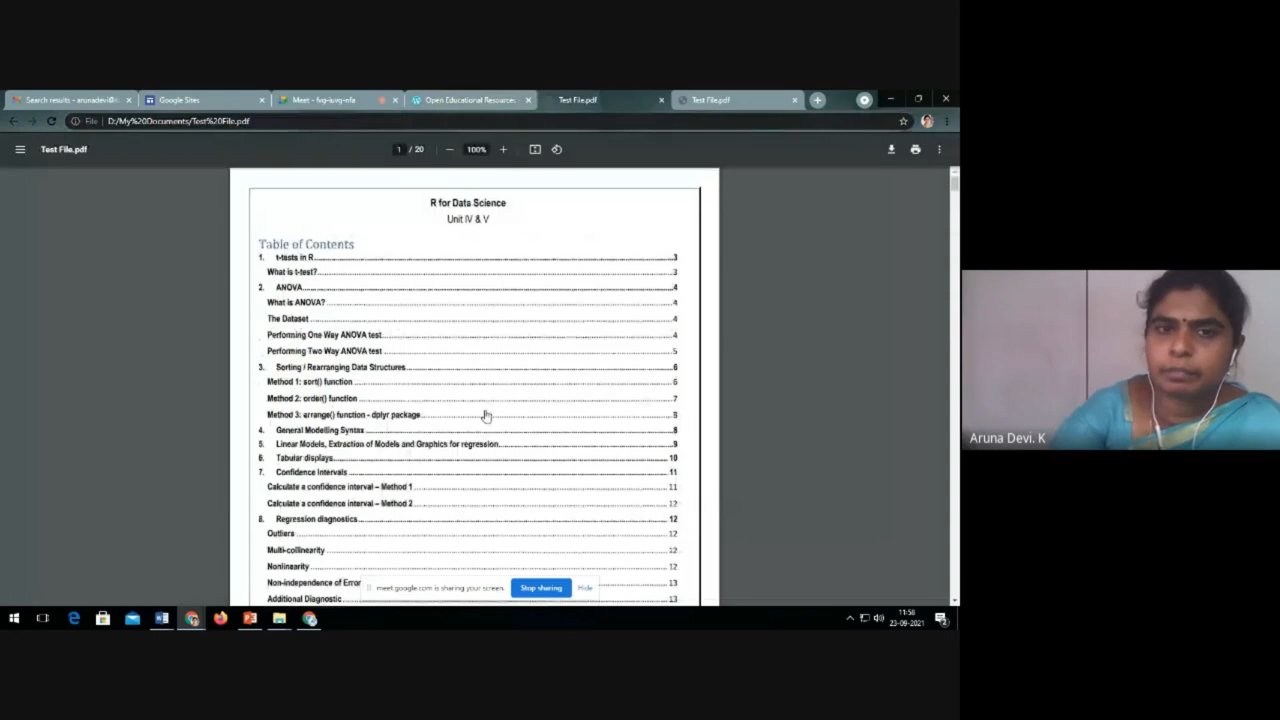 Search results - arunadevi@
Google Sites
Meet - fxg-iuvg-nfa
Open Educational Resources
Test File.pdf
Test File.pdf
File D:/My%20Documents/Test%20File.pdf
Test File.pdf
1 / 20
100%
R for Data Science
Unit IV & V
Table of Contents
1. t-tests in R 3
What is t-test? 3
2. ANOVA 4
What is ANOVA? 4
The Dataset 4
Performing One Way ANOVA test 4
Performing Two Way ANOVA test 5
3. Sorting / Rearranging Data Structures 6
Method 1: sort() function 6
Method 2: order() function 7
Method 3: arrange() function - dplyr package 8
4. General Modelling Syntax 8
5. Linear Models, Extraction of Models and Graphics for regression 9
6. Tabular displays 10
7. Confidence Intervals 11
Calculate a confidence interval – Method 1 11
Calculate a confidence interval – Method 2 12
8. Regression diagnostics 12
Outliers 12
Multi-collinearity 12
Nonlinearity 12
Non-independence of Error 13
Additional Diagnostic 13
meet.google.com is sharing your screen.
Stop sharing
Hide
Aruna Devi. K
11:58
23-09-2021